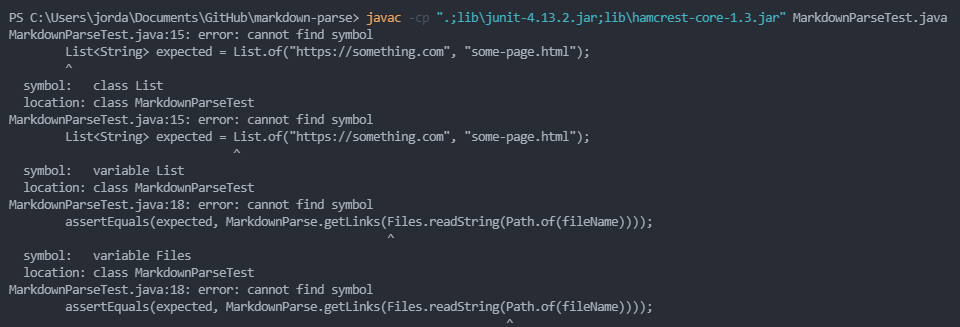 PS C:\Users\jorda\Documents\GitHub\markdown-parse> javac -cp ".;lib\junit-4.13.2.jar;lib\hamcrest-core-1.3.jar" MarkdownParseTest.java
MarkdownParseTest.java:15: error: cannot find symbol
        List<String> expected = List.of("https://something.com", "some-page.html");
        ^
  symbol:   class List
  location: class MarkdownParseTest
MarkdownParseTest.java:15: error: cannot find symbol
        List<String> expected = List.of("https://something.com", "some-page.html");
                                ^
  symbol:   variable List
  location: class MarkdownParseTest
MarkdownParseTest.java:18: error: cannot find symbol
        assertEquals(expected, MarkdownParse.getLinks(Files.readString(Path.of(fileName))));
                                                      ^
  symbol:   variable Files
  location: class MarkdownParseTest
MarkdownParseTest.java:18: error: cannot find symbol
        assertEquals(expected, MarkdownParse.getLinks(Files.readString(Path.of(fileName))));
                                                                       ^